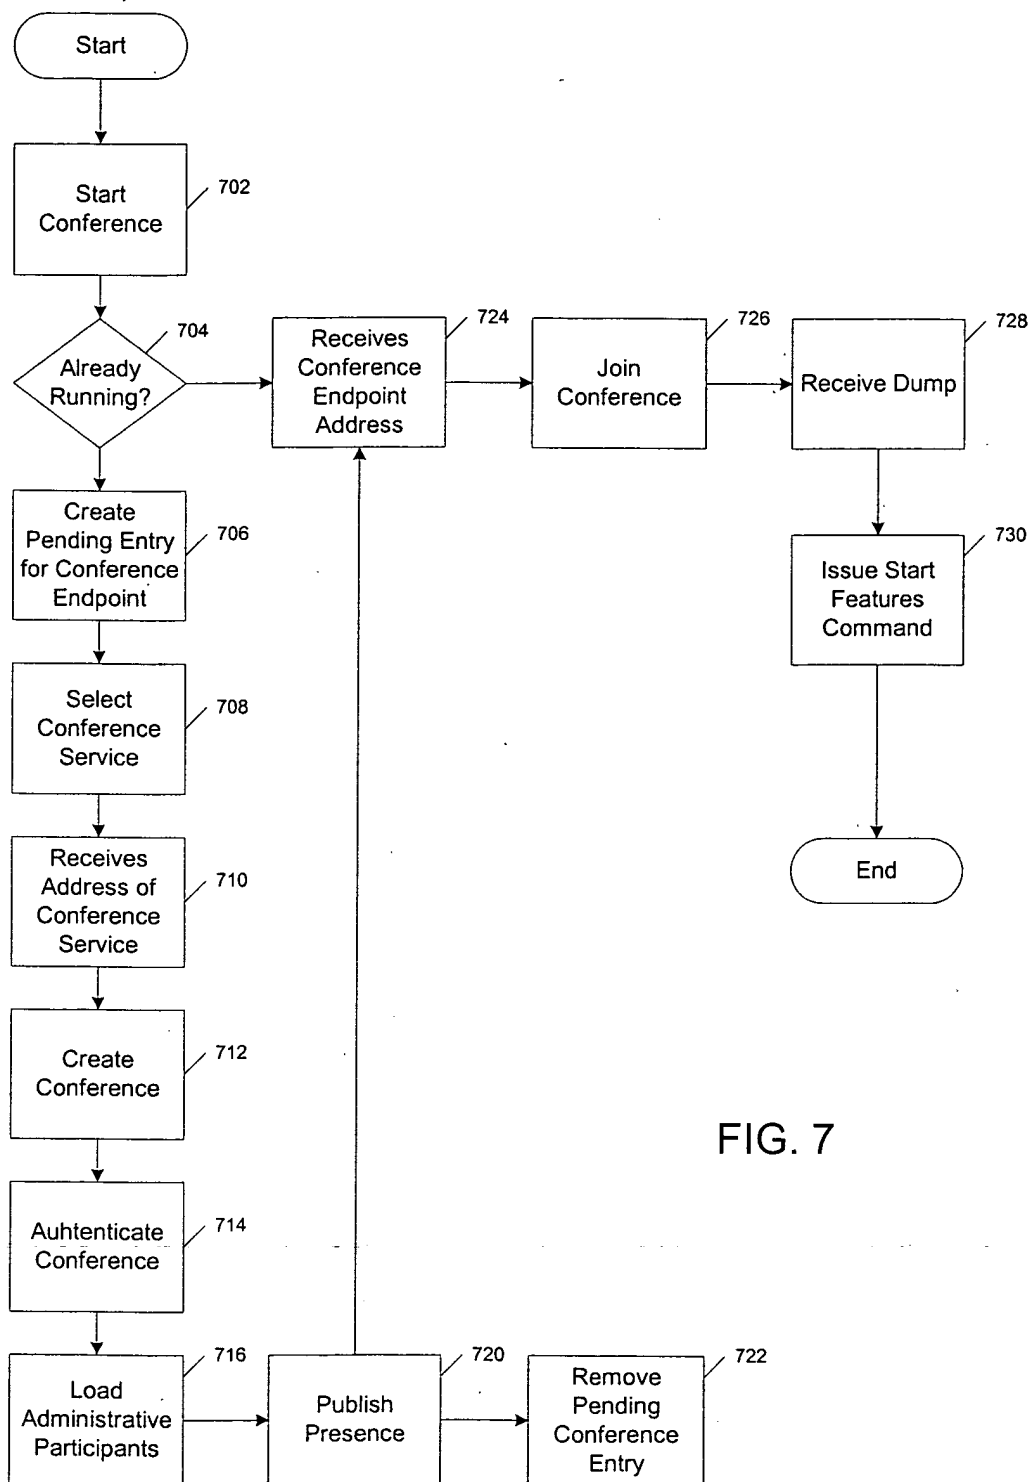 Start
Start
Conference
702
Already
Running?
704
Receives
Conference
Endpoint
Address
724
Join
Conference
726
Receive Dump
728
Create
Pending Entry
for Conference
Endpoint
706
Issue Start
Features
Command
730
Select
Conference
Service
708
Receives
Address of
Conference
Service
710
End
Create
Conference
712
FIG. 7
Auhtenticate
Conference
714
Load
Administrative
Participants
716
Publish
Presence
720
Remove
Pending
Conference
Entry
722